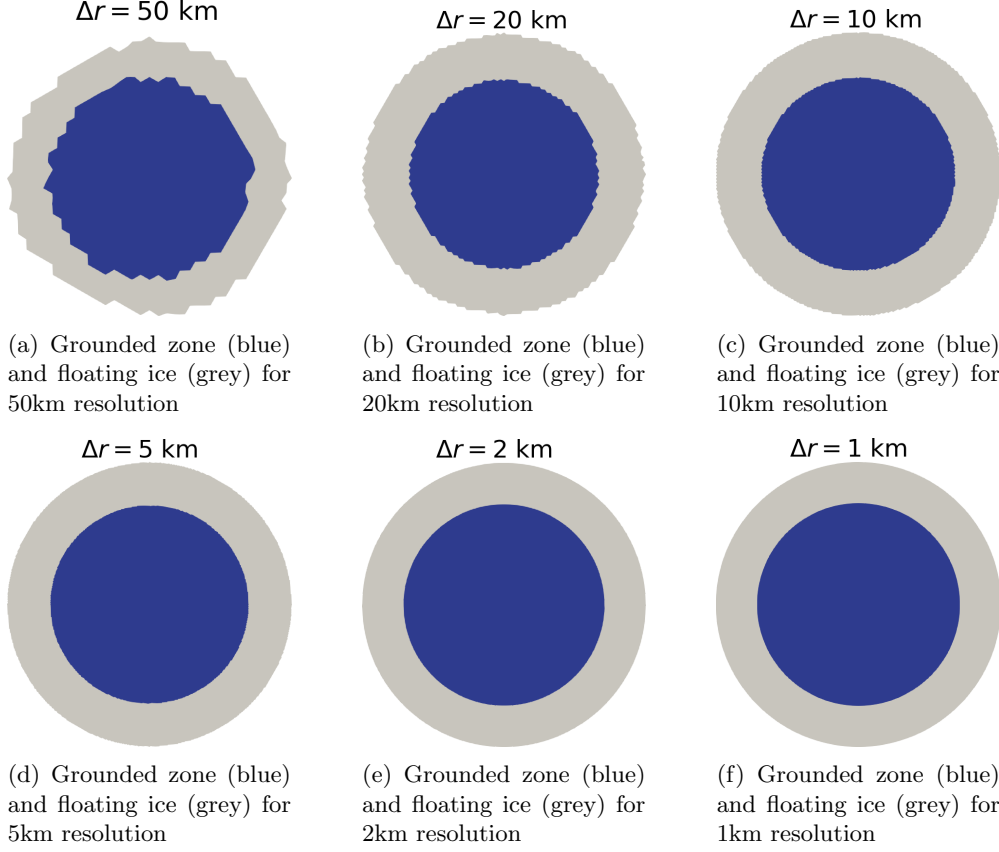 Δr = 50 km
Δr = 20 km
Δr = 10 km
(a) Grounded zone (blue)
and floating ice (grey) for
50km resolution
(b) Grounded zone (blue)
and floating ice (grey) for
20km resolution
(c) Grounded zone (blue)
and floating ice (grey) for
10km resolution
Δr = 5 km
Δr = 2 km
Δr = 1 km
(d) Grounded zone (blue)
and floating ice (grey) for
5km resolution
(e) Grounded zone (blue)
and floating ice (grey) for
2km resolution
(f) Grounded zone (blue)
and floating ice (grey) for
1km resolution